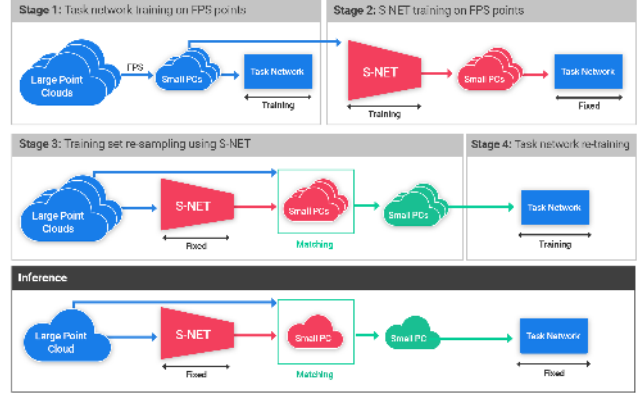 Stage 1: Task network training on FPS points
Large Point
Clouds
FPS
Small PCs
Task Network
Training
Stage 2: S NET training on FPS points
S-NET
Training
Small PCs
Task Network
Fixed
Stage 3: Training set re-sampling using S-NET
Large Point
Clouds
S-NET
Fixed
Small PCs
Matching
Small PCs
Stage 4: Task network re-training
Task Network
Training
Inference
Large Point
Cloud
S-NET
Fixed
Small PC
Matching
Small PC
Task Network
Fixed